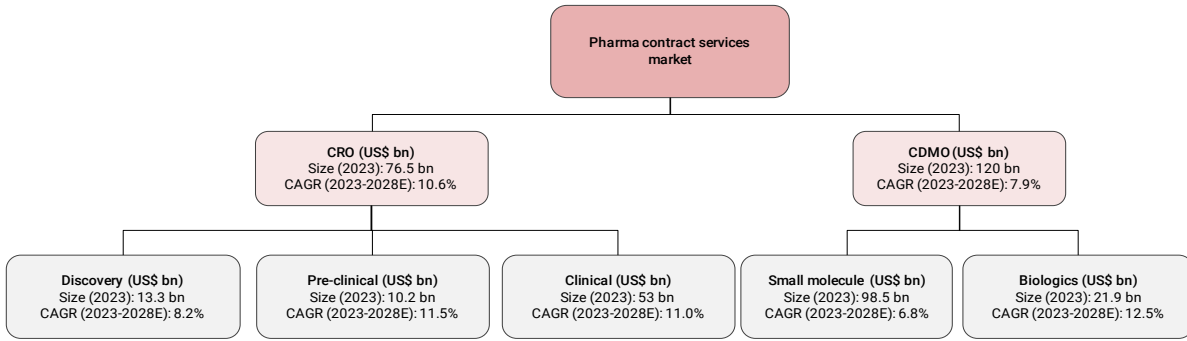 Pharma contract services
market
CRO (US$ bn)
Size (2023): 76.5 bn
CAGR (2023-2028E): 10.6%
CDMO (US$ bn)
Size (2023): 120 bn
CAGR (2023-2028E): 7.9%
Discovery (US$ bn)
Size (2023): 13.3 bn
CAGR (2023-2028E): 8.2%
Pre-clinical (US$ bn)
Size (2023): 10.2 bn
CAGR (2023-2028E): 11.5%
Clinical (US$ bn)
Size (2023): 53 bn
CAGR (2023-2028E): 11.0%
Small molecule (US$ bn)
Size (2023): 98.5 bn
CAGR (2023-2028E): 6.8%
Biologics (US$ bn)
Size (2023): 21.9 bn
CAGR (2023-2028E): 12.5%